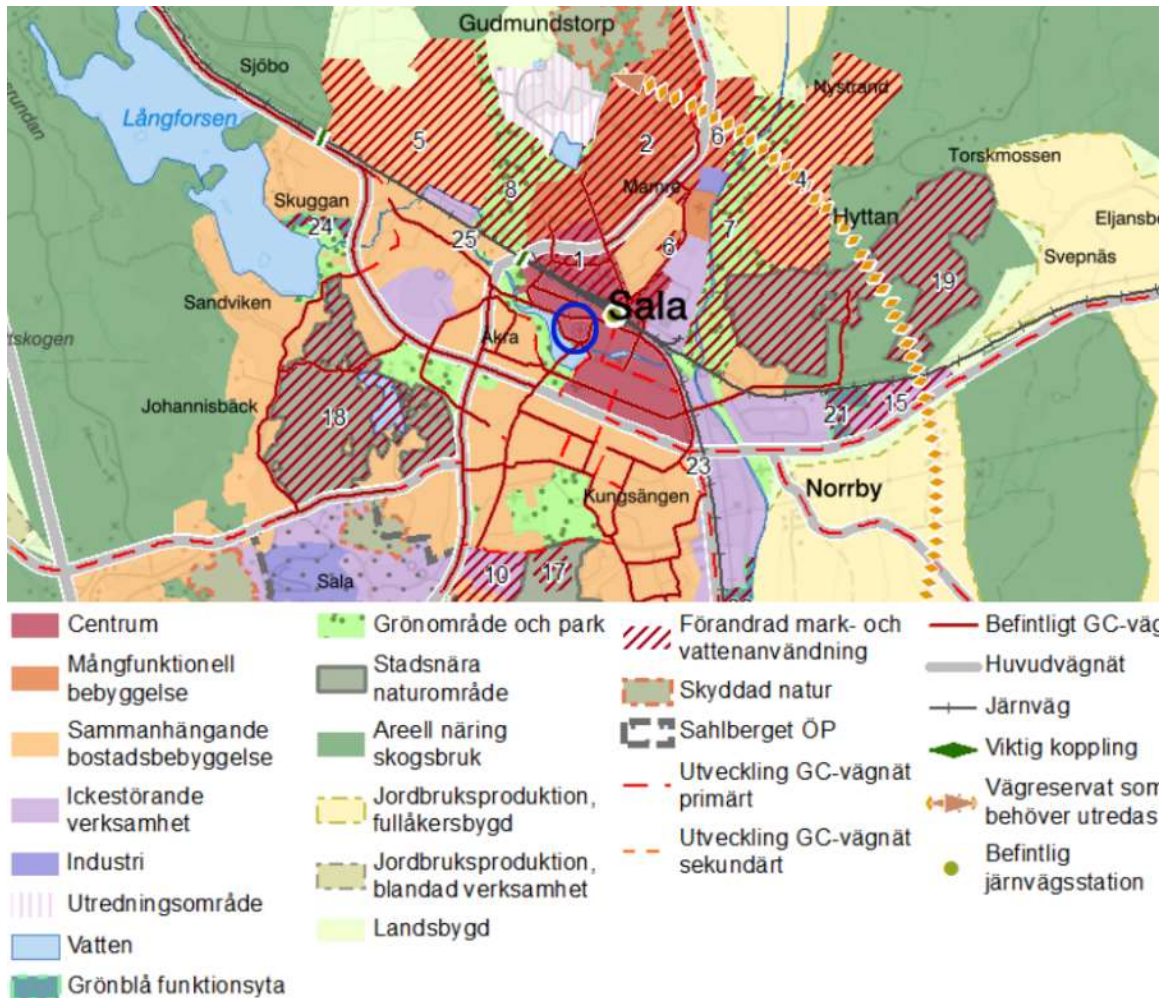 Gudmundstorp
Sjöbo
Nystrand
Långforsen
5
2
6
Torskmossen
8
4
Skuggan
Mamre
Hyttan
Eljansbe
24
25
7
1
6
19
Svepnäs
Sandviken
Sala
tskogen
Åkra
Johannisbäck
18
21
15
23
Norrby
Kungsängen
Sala
10
17
Centrum
Mångfunktionell
bebyggelse
Sammanhängande
bostadsbebyggelse
Ickestörande
verksamhet
Industri
Utredningsområde
Vatten
Grönblå funktionsyta
Grönområde och park
Stadsnära
naturområde
Areell näring
skogsbruk
Jordbruksproduktion,
fullåkersbygd
Jordbruksproduktion,
blandad verksamhet
Landsbygd
Förandrad mark- och
vattenanvändning
Skyddad natur
Sahlberget ÖP
Utveckling GC-vägnät
primärt
Utveckling GC-vägnät
sekundärt
Befintligt GC-väg
Huvudvägnät
Järnväg
Viktig koppling
Vägreservat som
behöver utredas
Befintlig
järnvägsstation